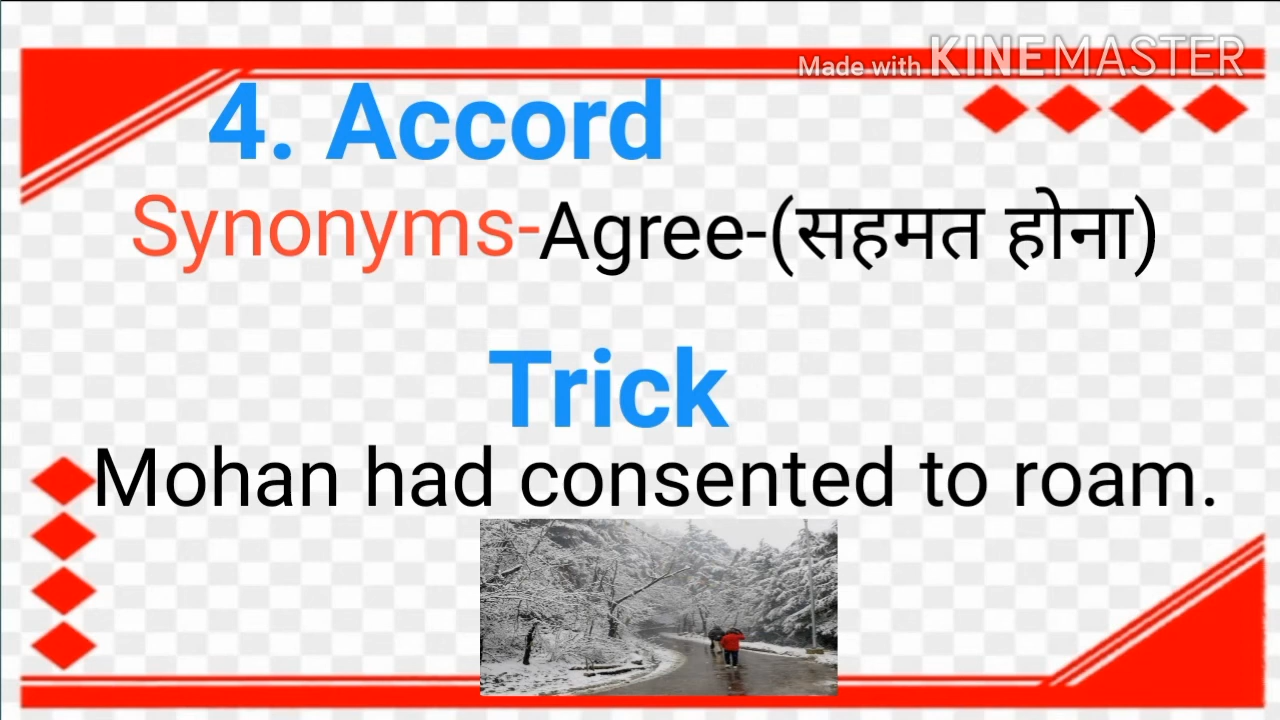 Made with KINEMASTER
4. Accord
Synonyms-Agree-(सहमत होना)
Trick
Mohan had consented to roam.